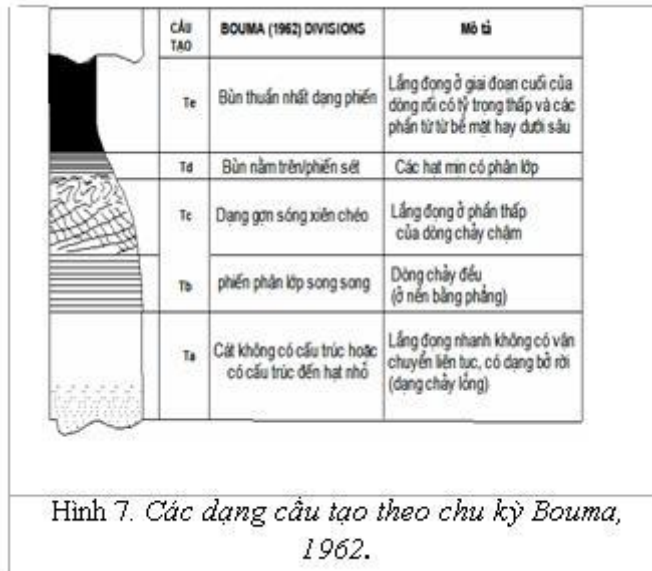 CẤU
TẠO
BOUMA (1962) DIVISIONS
Mô tả
Te
Bùn thuần nhất dạng phiến
Lắng đọng ở giai đoạn cuối của
dòng rối có tỷ trọng thấp và các
phần tử từ bề mặt hay dưới sâu
Td
Bùn nằm trên/phiến sét
Các hạt mịn có phân lớp
Tc
Dạng gợn sóng xiên chéo
Lắng đọng ở phần thấp
của dòng chảy chậm
Tb
phiến phân lớp song song
Dòng chảy đều
(ở nền bằng phẳng)
Ta
Cát không có cấu trúc hoặc
có cấu trúc đến hạt nhỏ
Lắng đọng nhanh không có vận
chuyển liên tục, có dạng bở rời
(dạng chảy lỏng)
Hình 7. Các dạng cấu tạo theo chu kỳ Bouma,
1962.